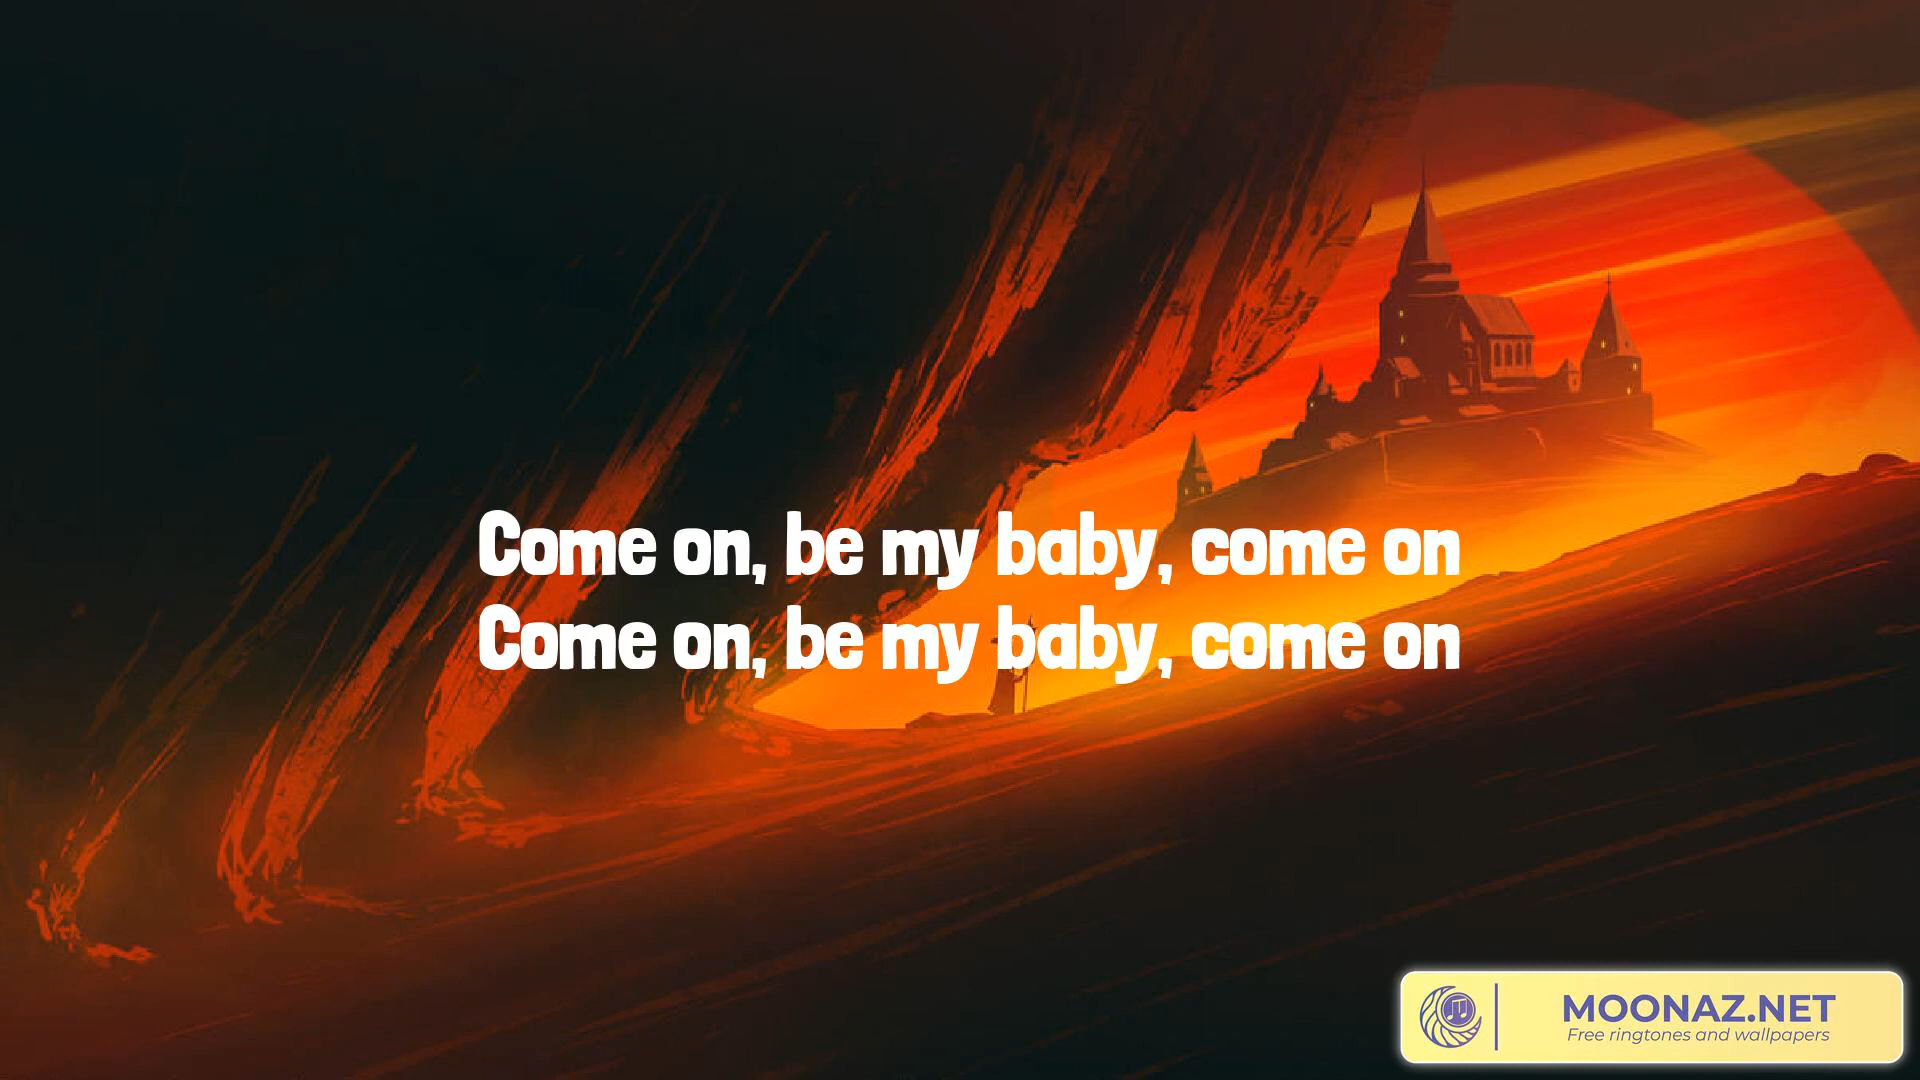 Come on, be my baby, come on
Come on, be my baby, come on
MOONAZ.NET
Free ringtones and wallpapers